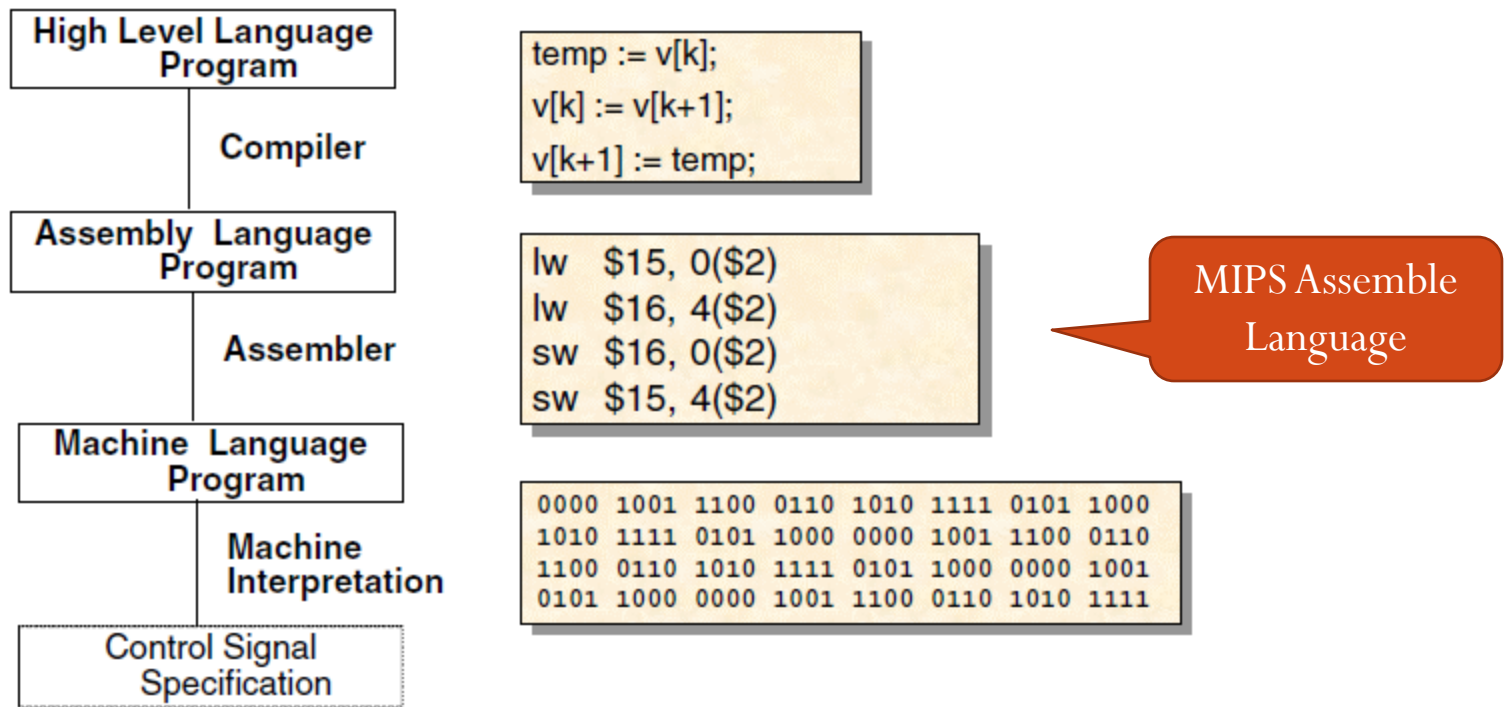 High Level Language
Program
Compiler
Assembly Language
Program
Assembler
Machine Language
Program
Machine
Interpretation
Control Signal
Specification
temp := v[k];
v[k] := v[k+1];
v[k+1] := temp;
lw $15, 0($2)
lw $16, 4($2)
sw $16, 0($2)
sw $15, 4($2)
MIPS Assemble
Language
0000 1001 1100 0110 1010 1111 0101 1000
1010 1111 0101 1000 0000 1001 1100 0110
1100 0110 1010 1111 0101 1000 0000 1001
0101 1000 0000 1001 1100 0110 1010 1111